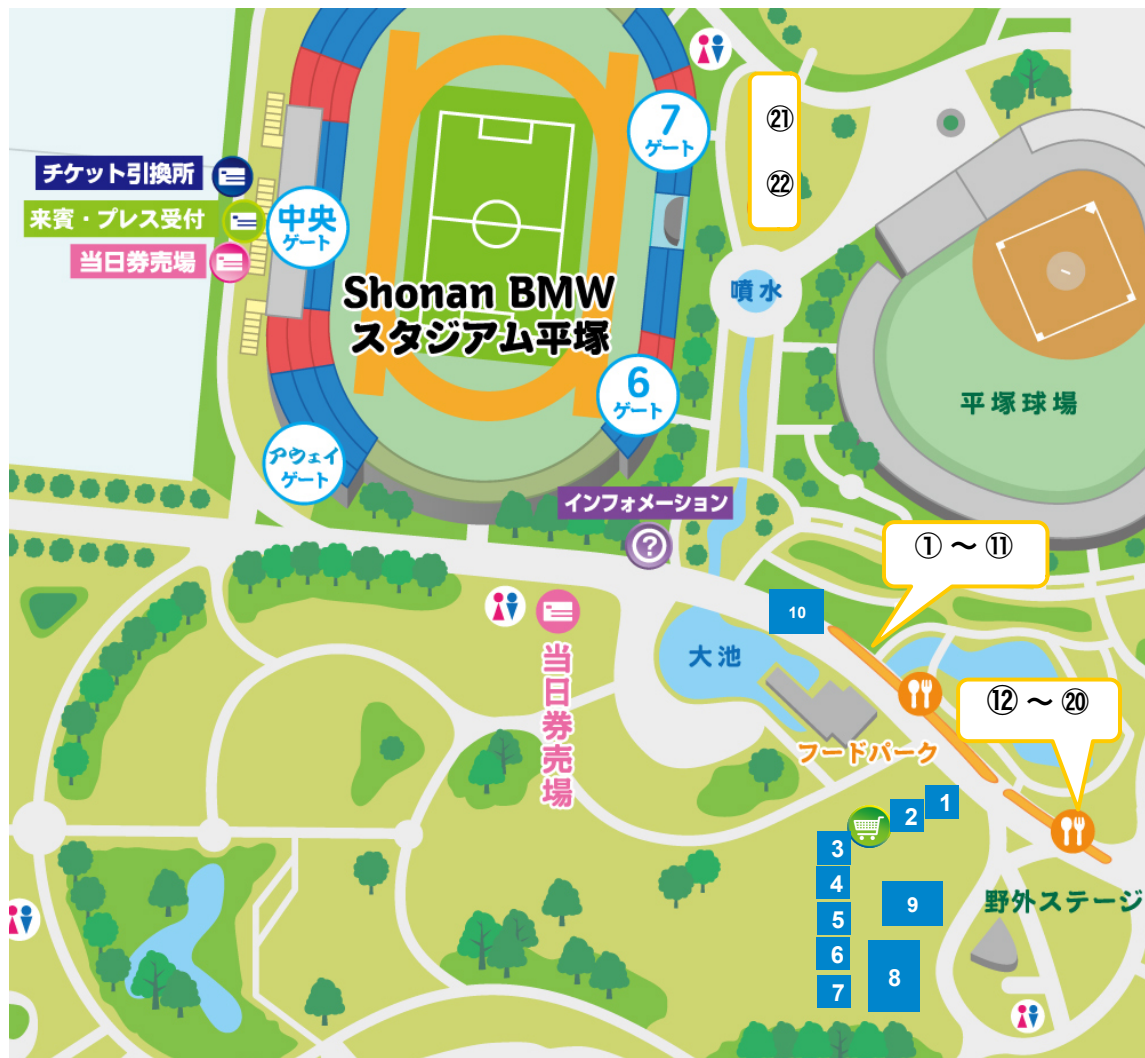 7
ゲート
㉑
㉒
チケット引換所
来賓・プレス受付
当日券売場
中央
ゲート
Shonan BMW
スタジアム平塚
噴水
6
ゲート
平塚球場
アウェイ
ゲート
インフォメーション
?
① ～ ⑪
10
大池
当日券売場
⑫ ～ ⑳
フードパーク
1
2
3
4
5
6
7
9
8
野外ステージ